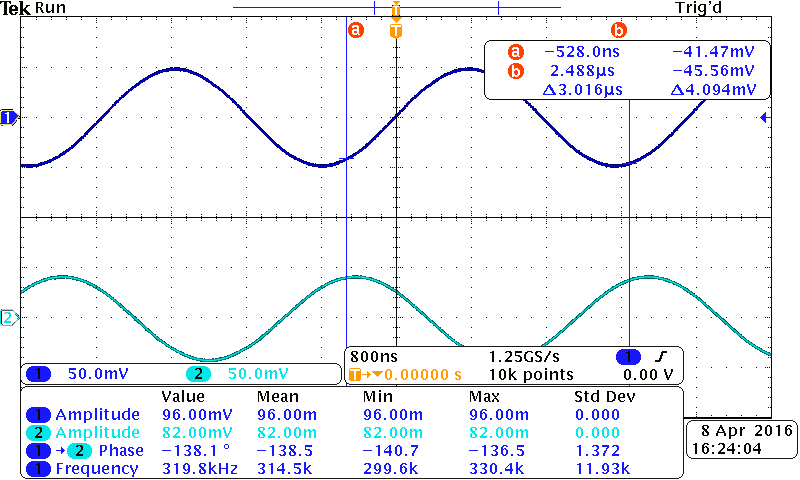 Tek Run Trig'd
T
a T b
a −528.0ns −41.47mV
b 2.488µs −45.56mV
Δ3.016µs Δ4.094mV
1
2
1 50.0mV 2 50.0mV
800ns 1.25GS/s 1
T→▼0.00000 s 10k points 0.00 V
Value Mean Min Max Std Dev
1 Amplitude 96.00mV 96.00m 96.00m 96.00m 0.000
2 Amplitude 82.00mV 82.00m 82.00m 82.00m 0.000
1 → 2 Phase −138.1 ° −138.5 −140.7 −136.5 1.372
1 Frequency 319.8kHz 314.5k 299.6k 330.4k 11.93k
8 Apr 2016
16:24:04